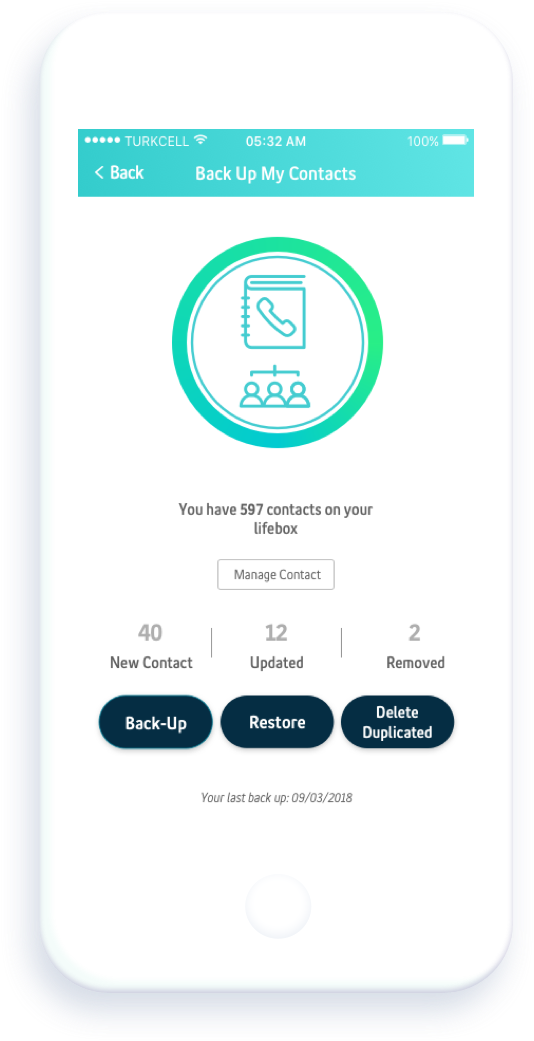 TURKCELL 05:32 AM 100%
< Back Back Up My Contacts
You have 597 contacts on your
lifebox
Manage Contact
40 12 2
New Contact Updated Removed
Back-Up Restore Delete
Duplicated
Your last back up: 09/03/2018